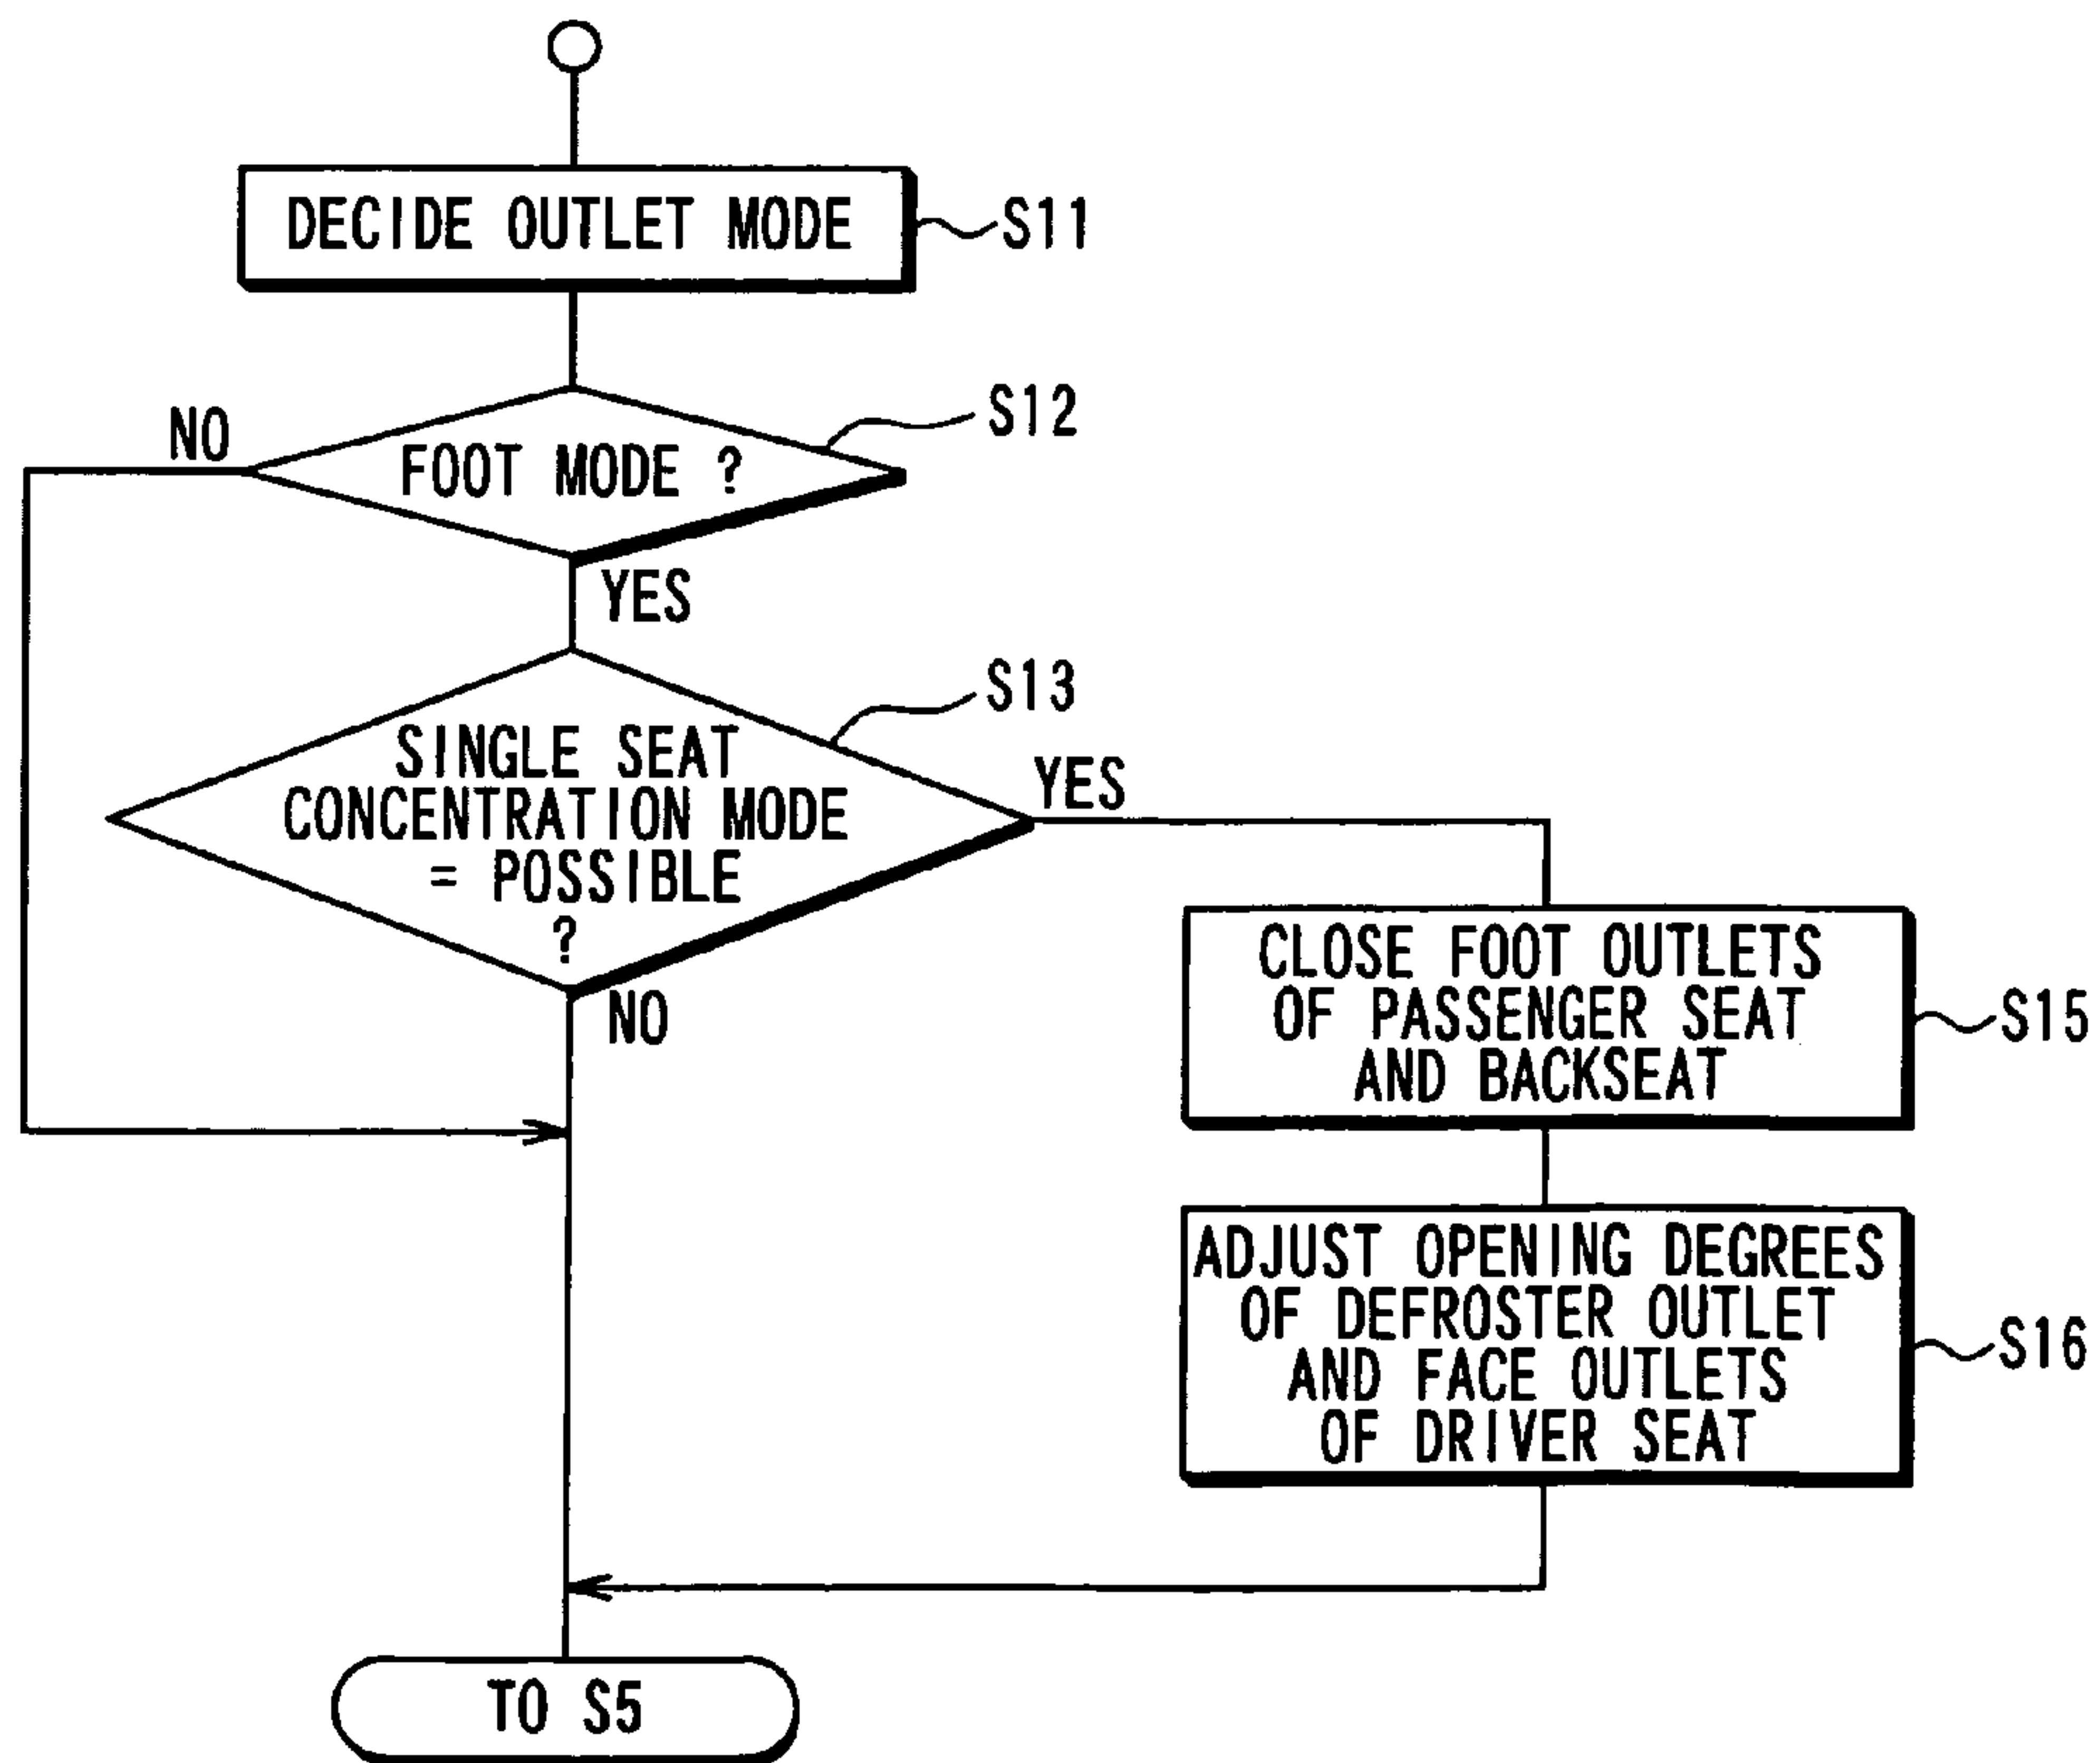 DECIDE OUTLET MODE
S11
S12
NO
FOOT MODE ?
YES
S13
SINGLE SEAT
CONCENTRATION MODE
= POSSIBLE
?
YES
NO
CLOSE FOOT OUTLETS
OF PASSENGER SEAT
AND BACKSEAT
S15
ADJUST OPENING DEGREES
OF DEFROSTER OUTLET
AND FACE OUTLETS
OF DRIVER SEAT
S16
TO S5